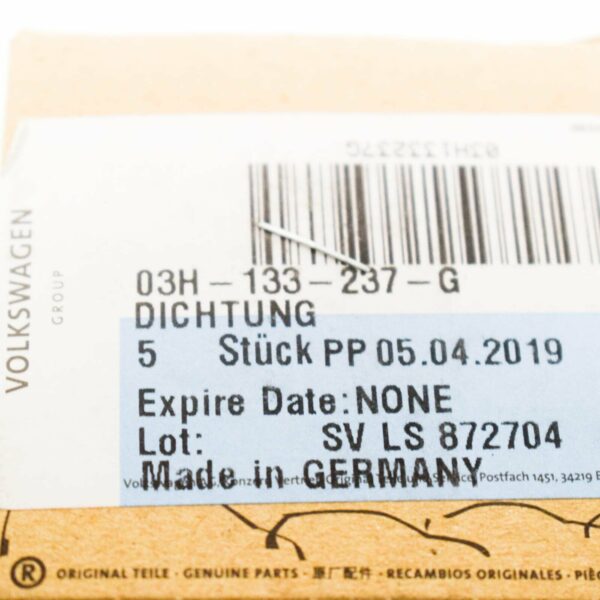 03H133237G
03H-133-237-G
DICHTUNG
5 Stück PP 05.04.2019
Expire Date: NONE
Lot: SV LS 872704
Made in GERMANY
Postfach 1451, 34219
VOLKSWAGEN
GROUP
® ORIGINAL TEILE · GENUINE PARTS · 原厂配件 · RECAMBIOS ORIGINALES ·